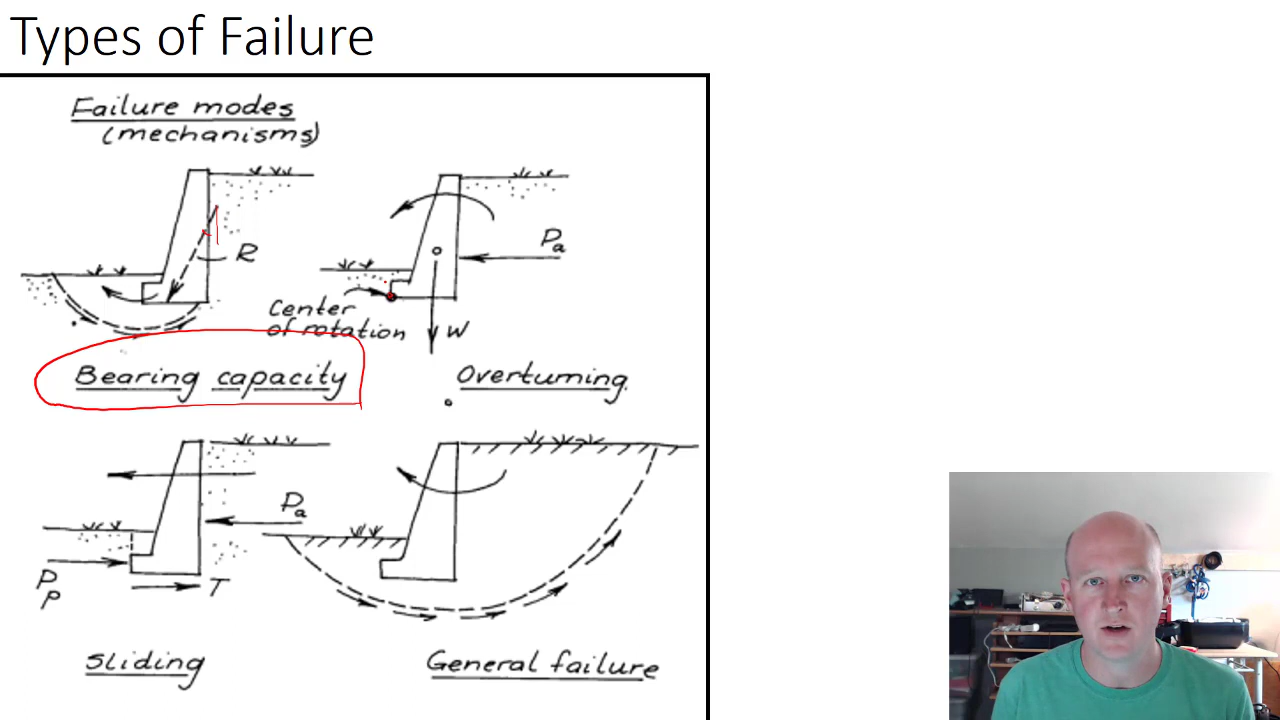 Types of Failure
Failure modes
(mechanisms)
R
Pa
Center
of rotation
W
Bearing capacity
Overturning
Pa
Pp
T
Sliding
General failure